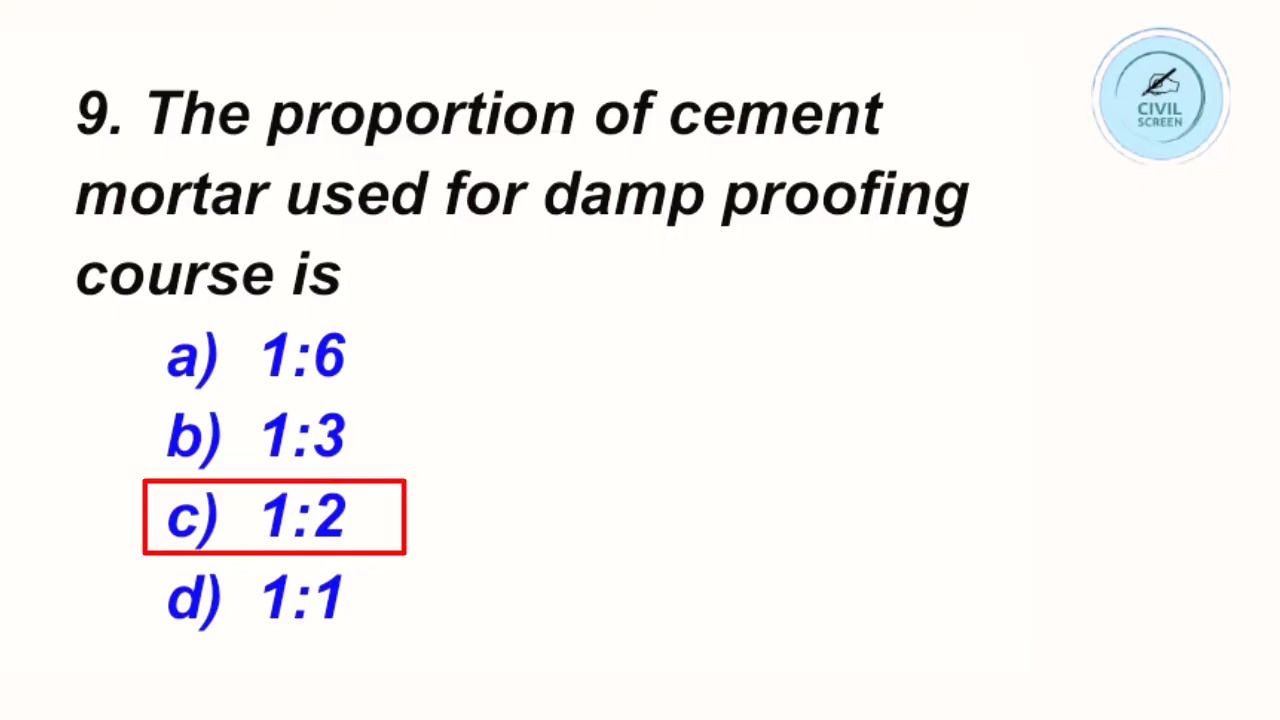 9. The proportion of cement
mortar used for damp proofing
course is
a) 1:6
b) 1:3
c) 1:2
d) 1:1
CIVIL
SCREEN